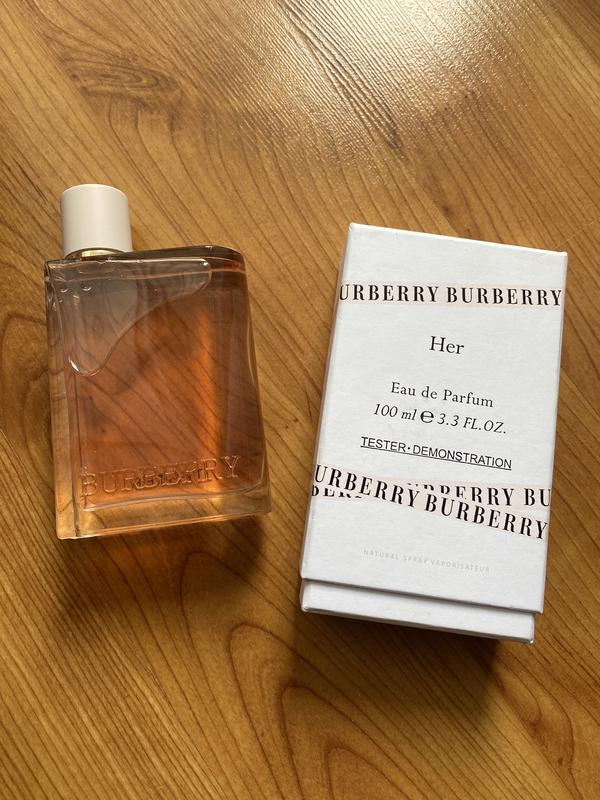 BURBERRY
URBERRY BURBERRY
Her
Eau de Parfum
100 ml ℮ 3.3 FL.OZ.
TESTER·DEMONSTRATION
URBERRY BURBERRY BU
BURBERRY
NATURAL SPRAY VAPORISATEUR